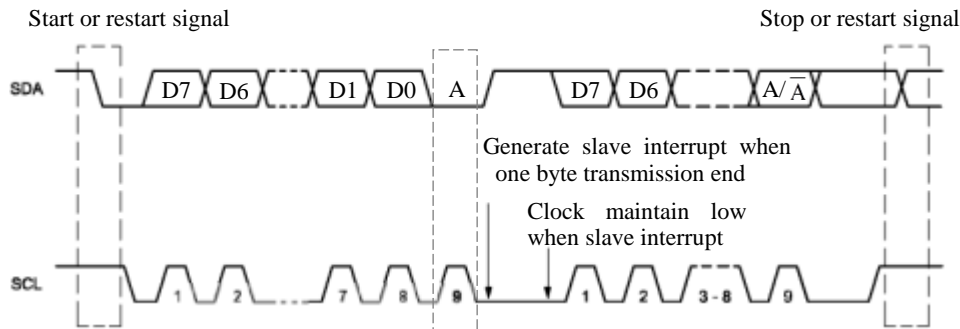 Start or restart signal
Stop or restart signal
SDA
D7 D6 D1 D0 A D7 D6 A/A̅
Generate slave interrupt when
one byte transmission end
Clock maintain low
when slave interrupt
SCL
1 2 7 8 9 1 2 3 - 8 9